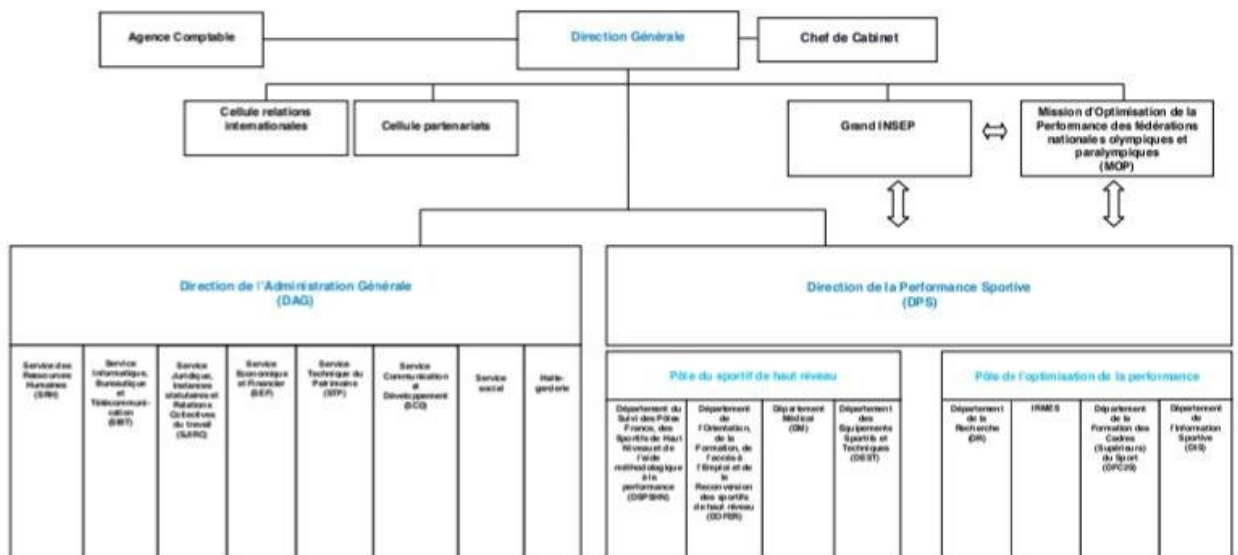 Agence Comptable
Direction Générale
Chef de Cabinet
Cellule relations
internationales
Cellule partenariats
Grand INSEP
Mission d'Optimisation de la
Performance des fédérations
nationales olympiques et
paralympiques
(MOP)
Direction de l'Administration Générale
(DAG)
Direction de la Performance Sportive
(DPS)
Service des
Ressources
Humaines
(SRH)
Service
Informatique,
Bureautique
et
Télécommuni-
cation
(SIBT)
Service
Juridique,
Instances
statutaires et
Relations
Collectives
du travail
(SJIRC)
Service
Economique
et Financier
(SEF)
Service
Technique du
Patrimoine
(STP)
Service
Communication
et
Développement
(SCD)
Service
social
Halte-
garderie
Pôle du sportif de haut niveau
Département du
Suivi des Pôles
France, des
Sportifs de Haut
Niveau et de
l'aide
méthodologique
à la
performance
(DSPSHN)
Département
de
l'Orientation,
de la
Formation, de
l'accès à
l'Emploi et de
la
Reconversion
des sportifs
de haut niveau
Département
Médical
(DM)
Département
des
Equipements
Sportifs et
Techniques
(DEST)
Pôle de l'optimisation de la performance
Département
de la
Recherche
(DR)
IRMES
Département
de la
Formation des
Cadres
(Supérieurs)
du Sport
Département
de
l'Information
Sportive
(DIS)